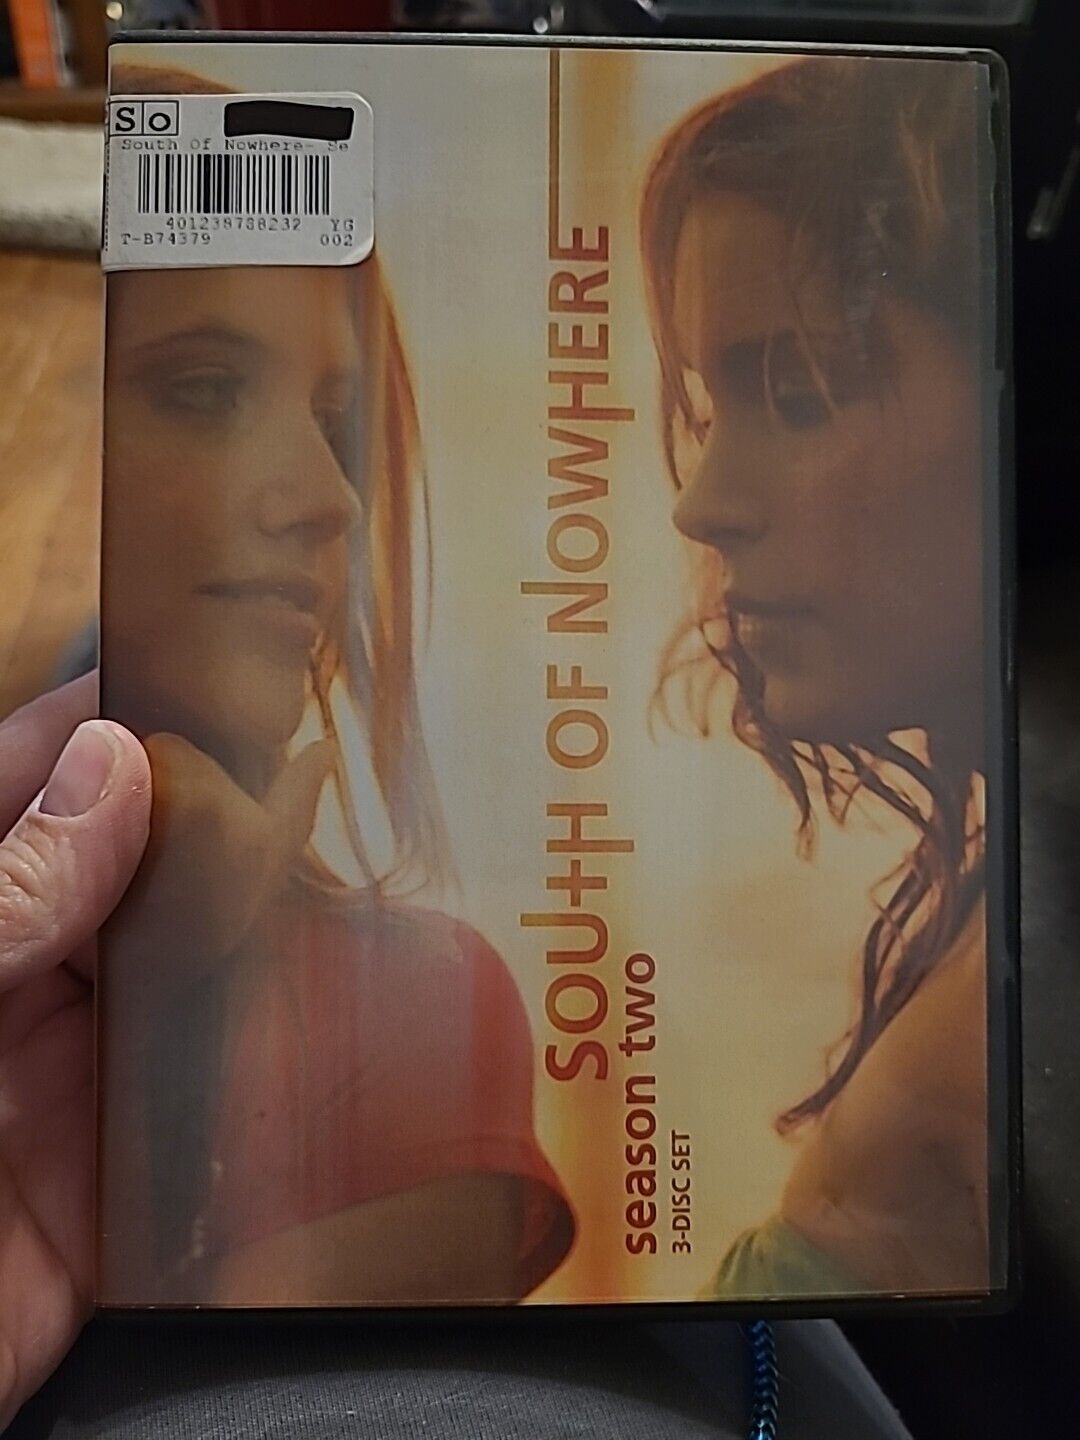 So
South Of Nowhere- Se
401238788232 YG
T-B74379 002
SOUTH OF NOWHERE
season two
3-DISC SET